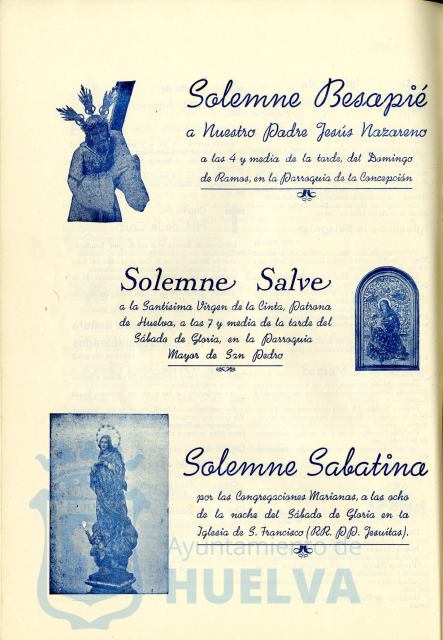 Solemne Besapié
a Nuestro Padre Jesús Nazareno
a las 4 y media de la tarde, del Domingo
de Ramos, en la Parroquia de la Concepción
Solemne Salve
a la Santísima Virgen de la Cinta, Patrona
de Huelva, a las 7 y media de la tarde del
Sábado de Gloria, en la Parroquia
Mayor de San Pedro
Solemne Sabatina
por las Congregaciones Marianas, a las ocho
de la noche del Sábado de Gloria en la
Iglesia de S. Francisco (RR. PP. Jesuitas).
Ayuntamiento de
HUELVA